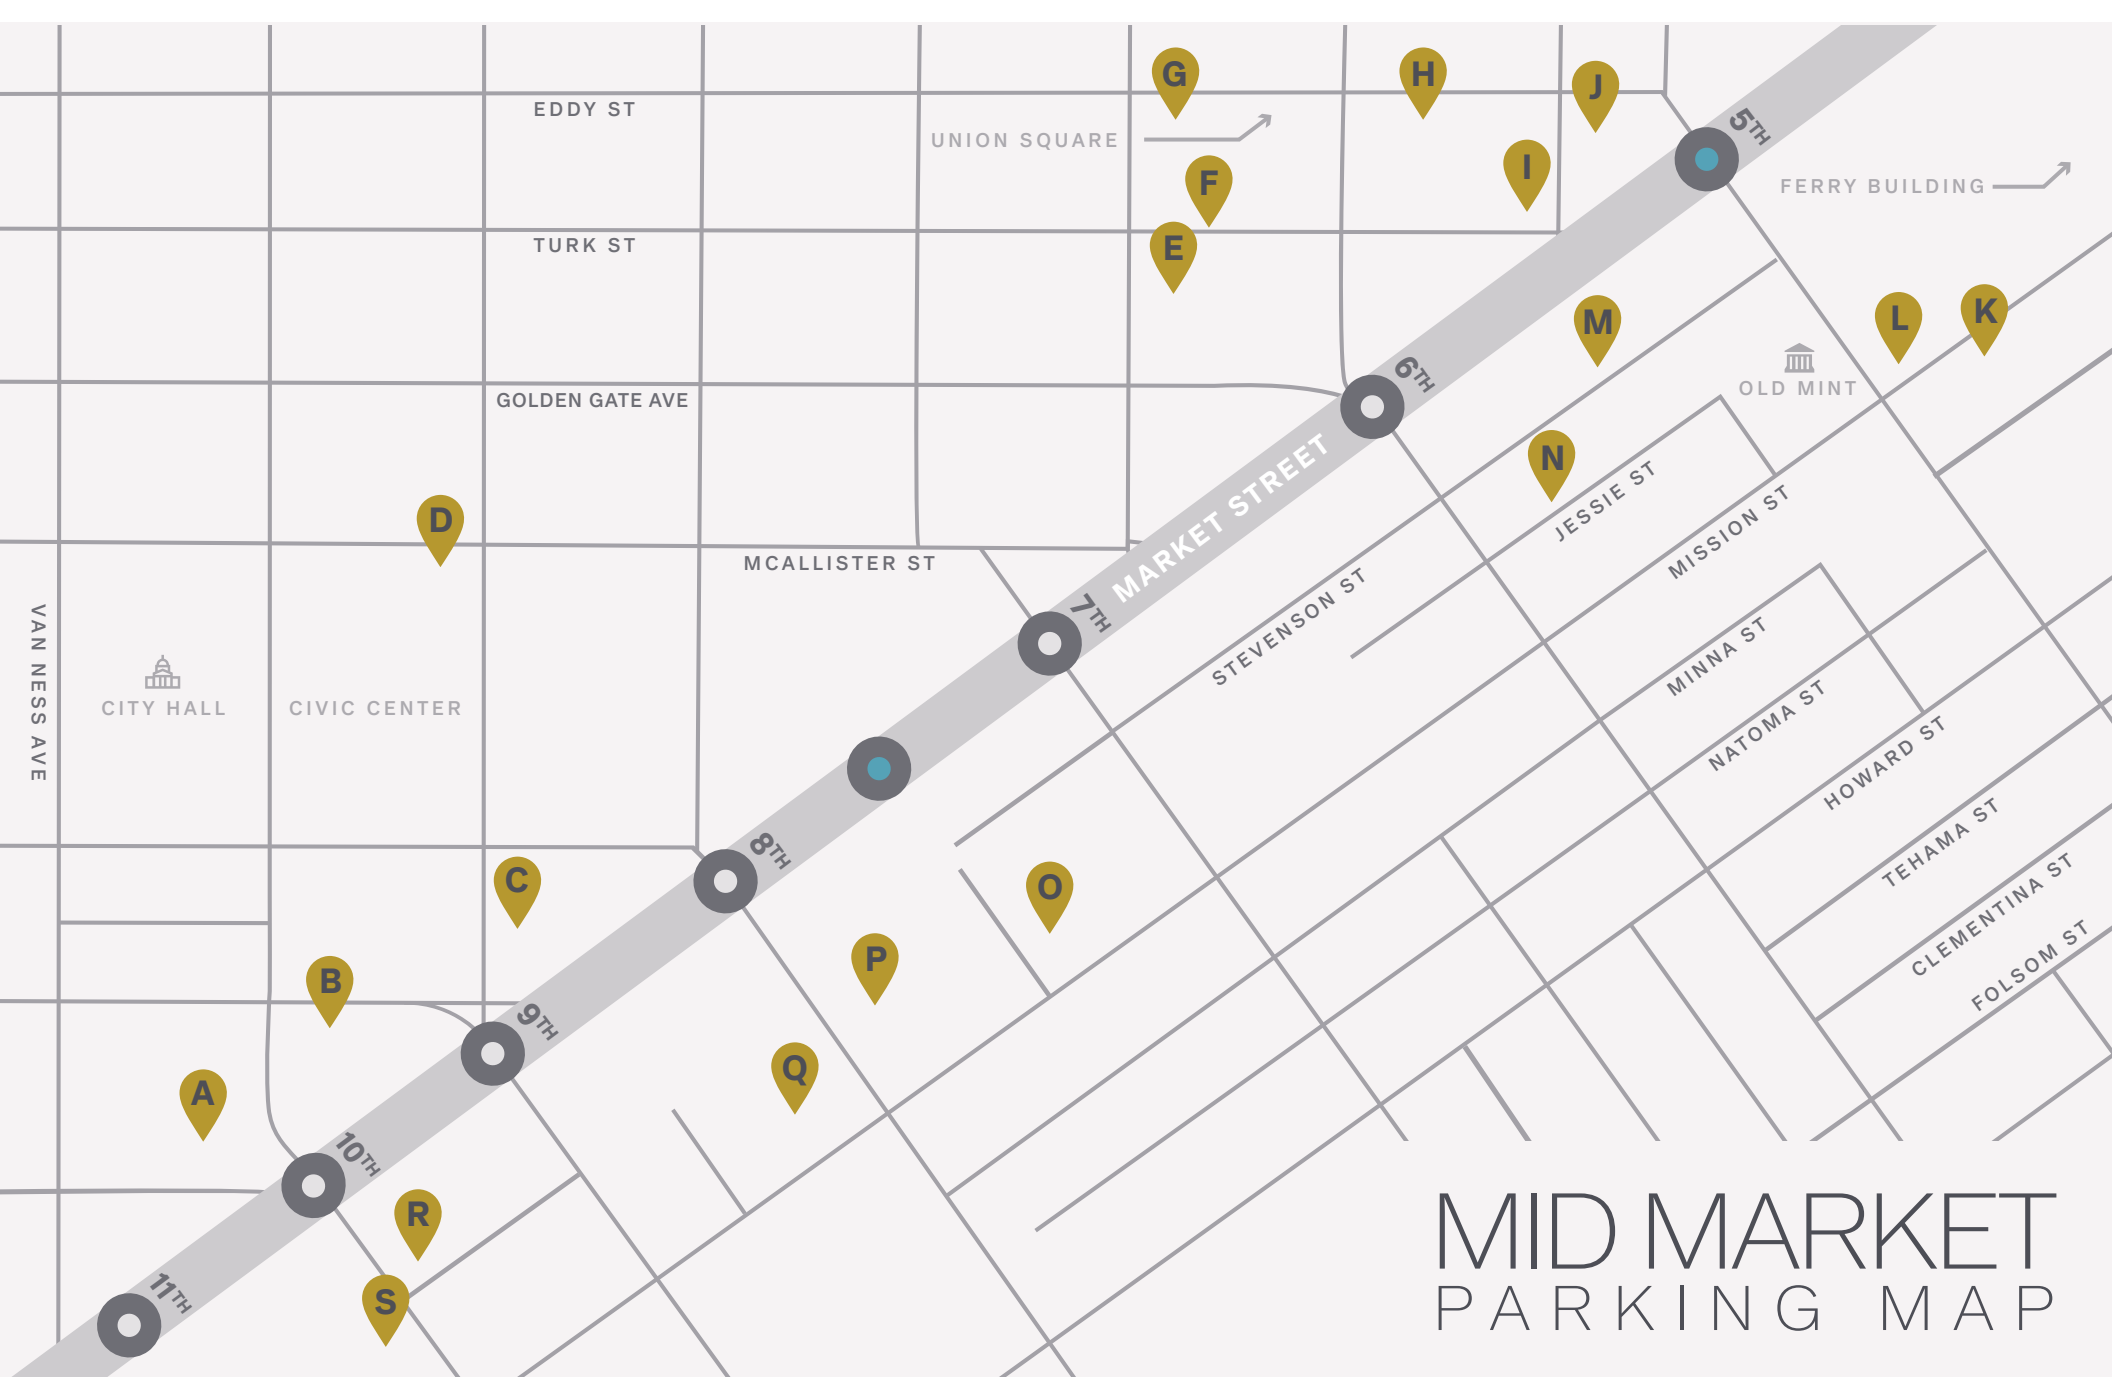 G
H
J
EDDY ST
5TH
UNION SQUARE
I
F
FERRY BUILDING
TURK ST
E
M
L
K
OLD MINT
GOLDEN GATE AVE
6TH
MARKET STREET
N
JESSIE ST
D
MISSION ST
MCALLISTER ST
7TH
STEVENSON ST
VAN NESS AVE
MINNA ST
CITY HALL
CIVIC CENTER
NATOMA ST
HOWARD ST
8TH
TEHAMA ST
C
O
CLEMENTINA ST
P
FOLSOM ST
B
9TH
Q
A
10TH
R
11TH
S
MID MARKET
PARKING MAP